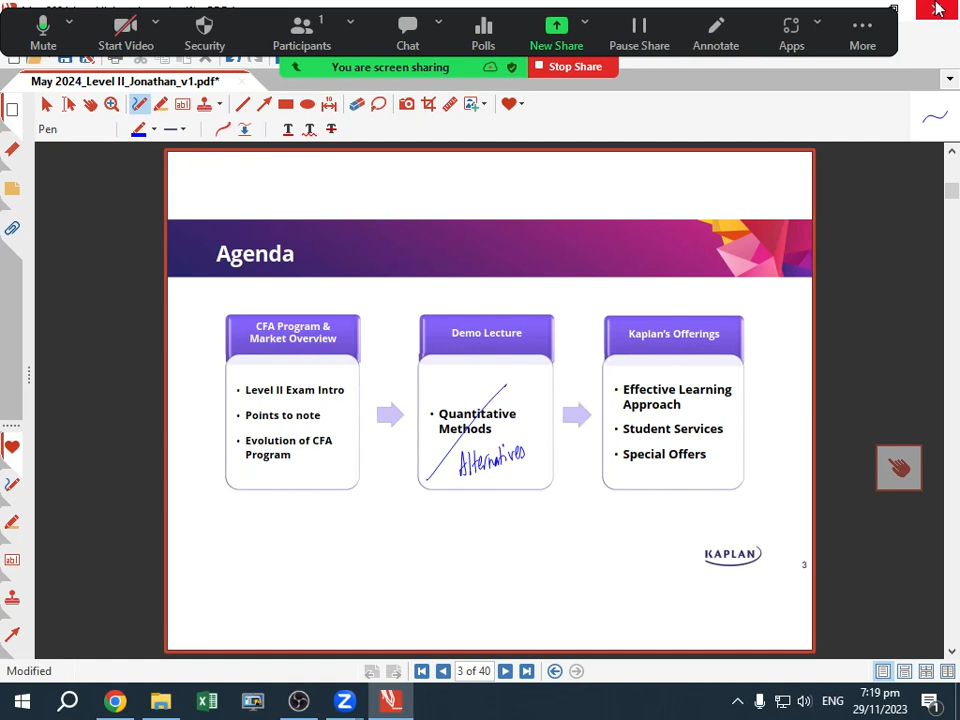 Mute
Start Video
Security
Participants
1
Chat
Polls
New Share
Pause Share
Annotate
Apps
More
You are screen sharing
Stop Share
May 2024_Level II_Jonathan_v1.pdf*
Pen
Agenda
CFA Program &
Market Overview
• Level II Exam Intro
• Points to note
• Evolution of CFA
Program
Demo Lecture
• Quantitative
Methods
Alternatives
Kaplan's Offerings
• Effective Learning
Approach
• Student Services
• Special Offers
KAPLAN
3
Modified
3 of 40
ENG
7:19 pm
29/11/2023
1